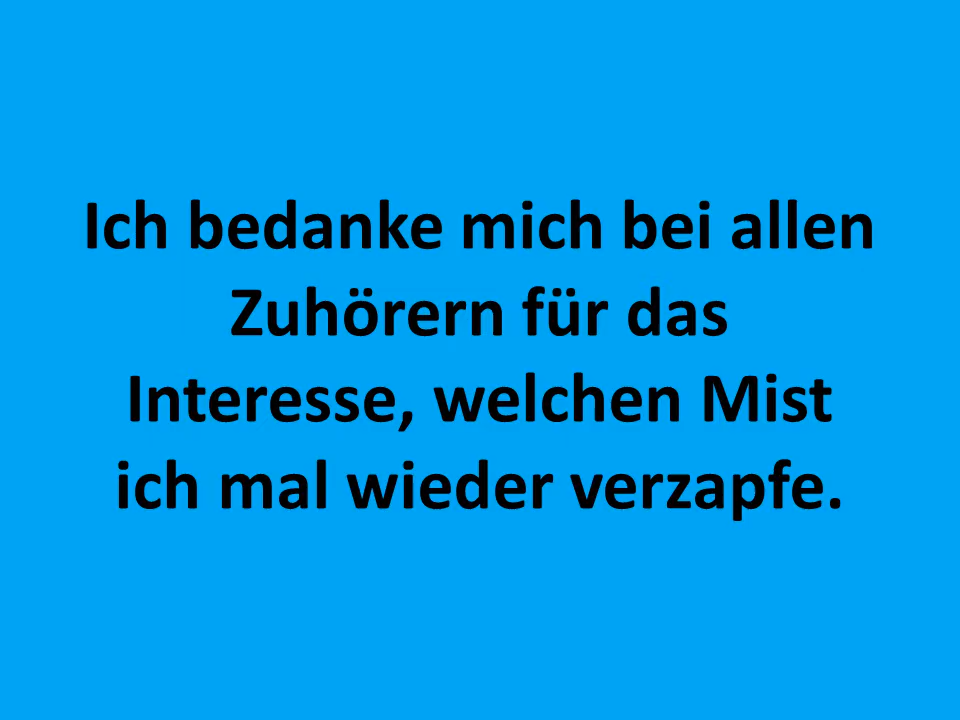 Ich bedanke mich bei allen
Zuhörern für das
Interesse, welchen Mist
ich mal wieder verzapfe.